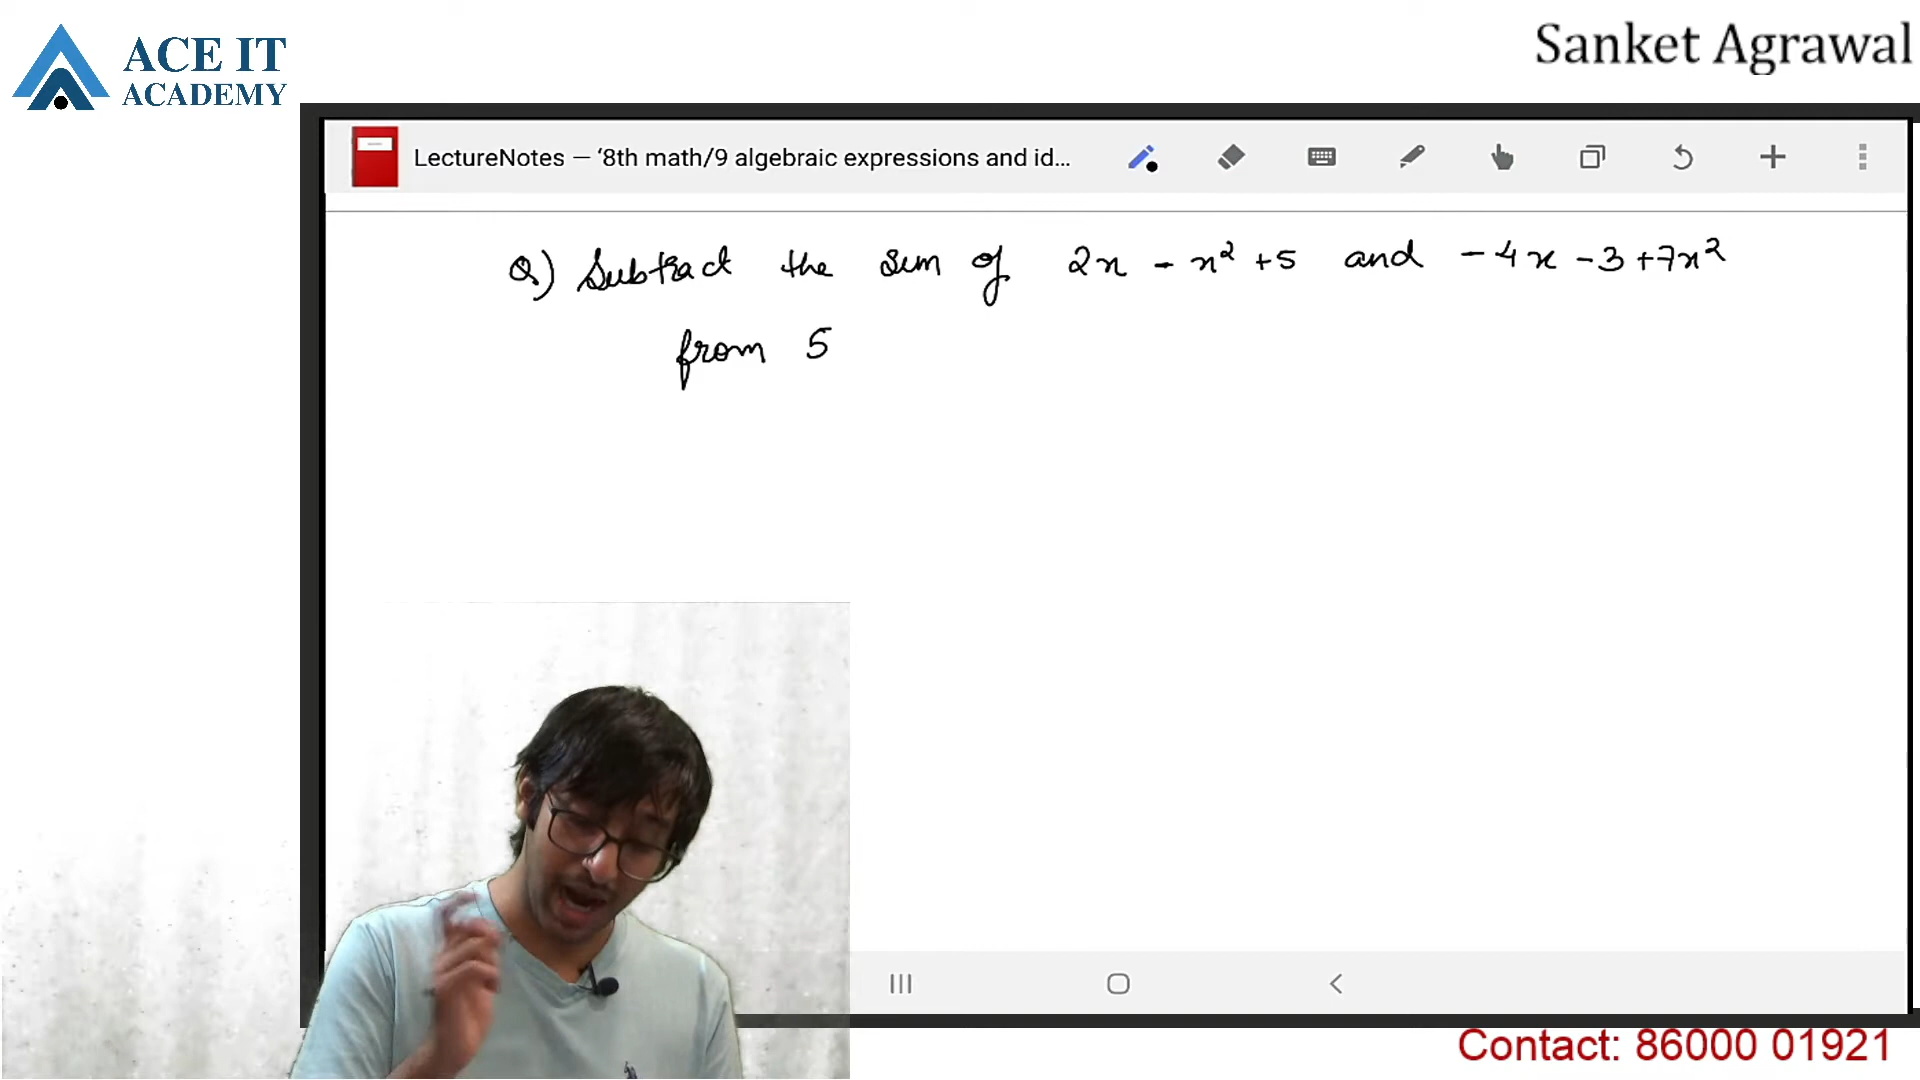 ACE IT
ACADEMY
Sanket Agrawal
LectureNotes — ‘8th math/9 algebraic expressions and id...
Q) Subtract the sum of 2x - x² +5 and -4x -3 +7x²
from 5
Contact: 86000 01921